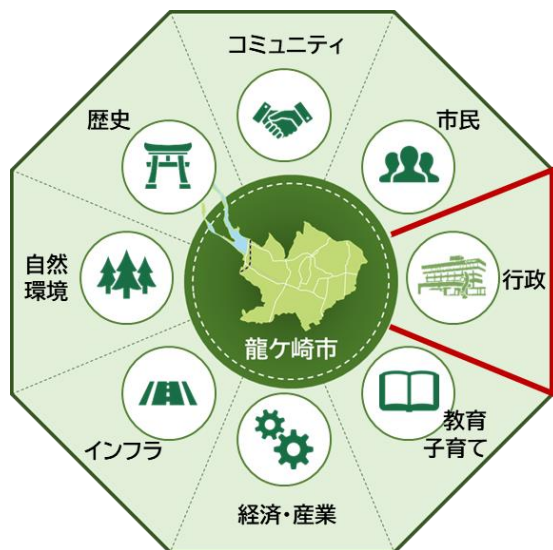 コミュニティ
歴史
市民
自然
環境
行政
龍ケ崎市
インフラ
教育
子育て
経済・産業